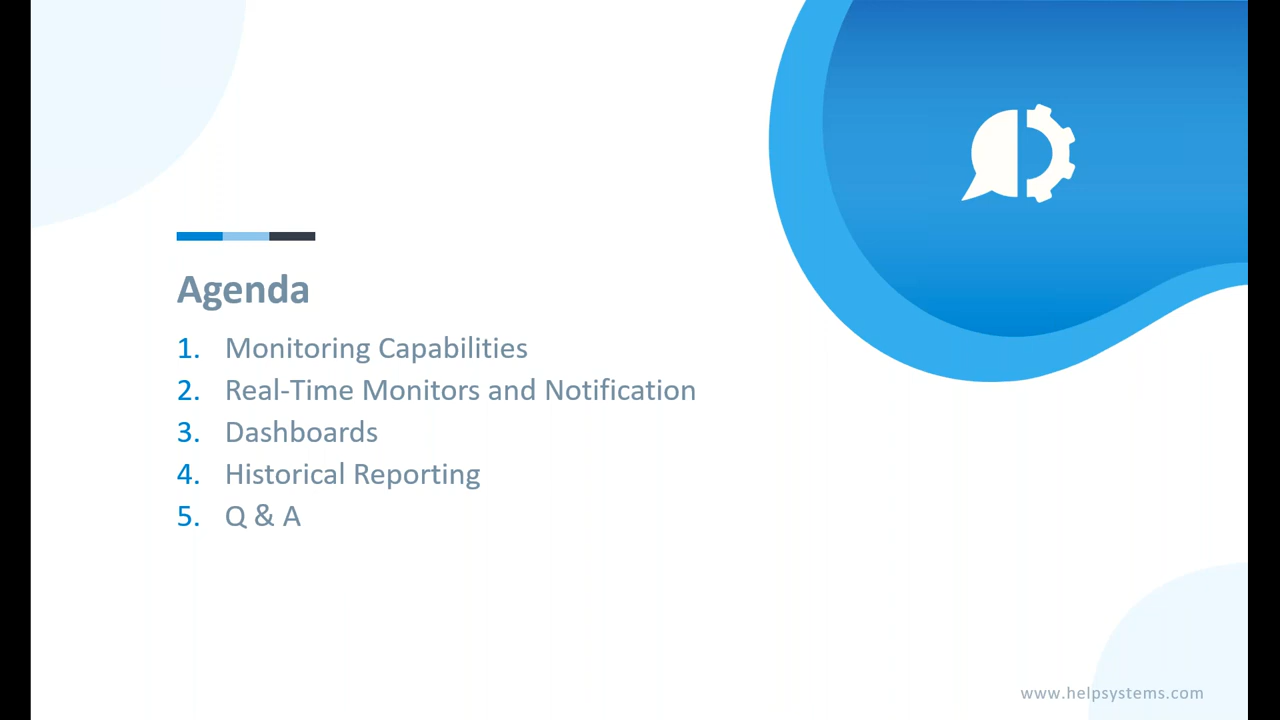 Agenda
1. Monitoring Capabilities
2. Real-Time Monitors and Notification
3. Dashboards
4. Historical Reporting
5. Q & A
www.helpsystems.com